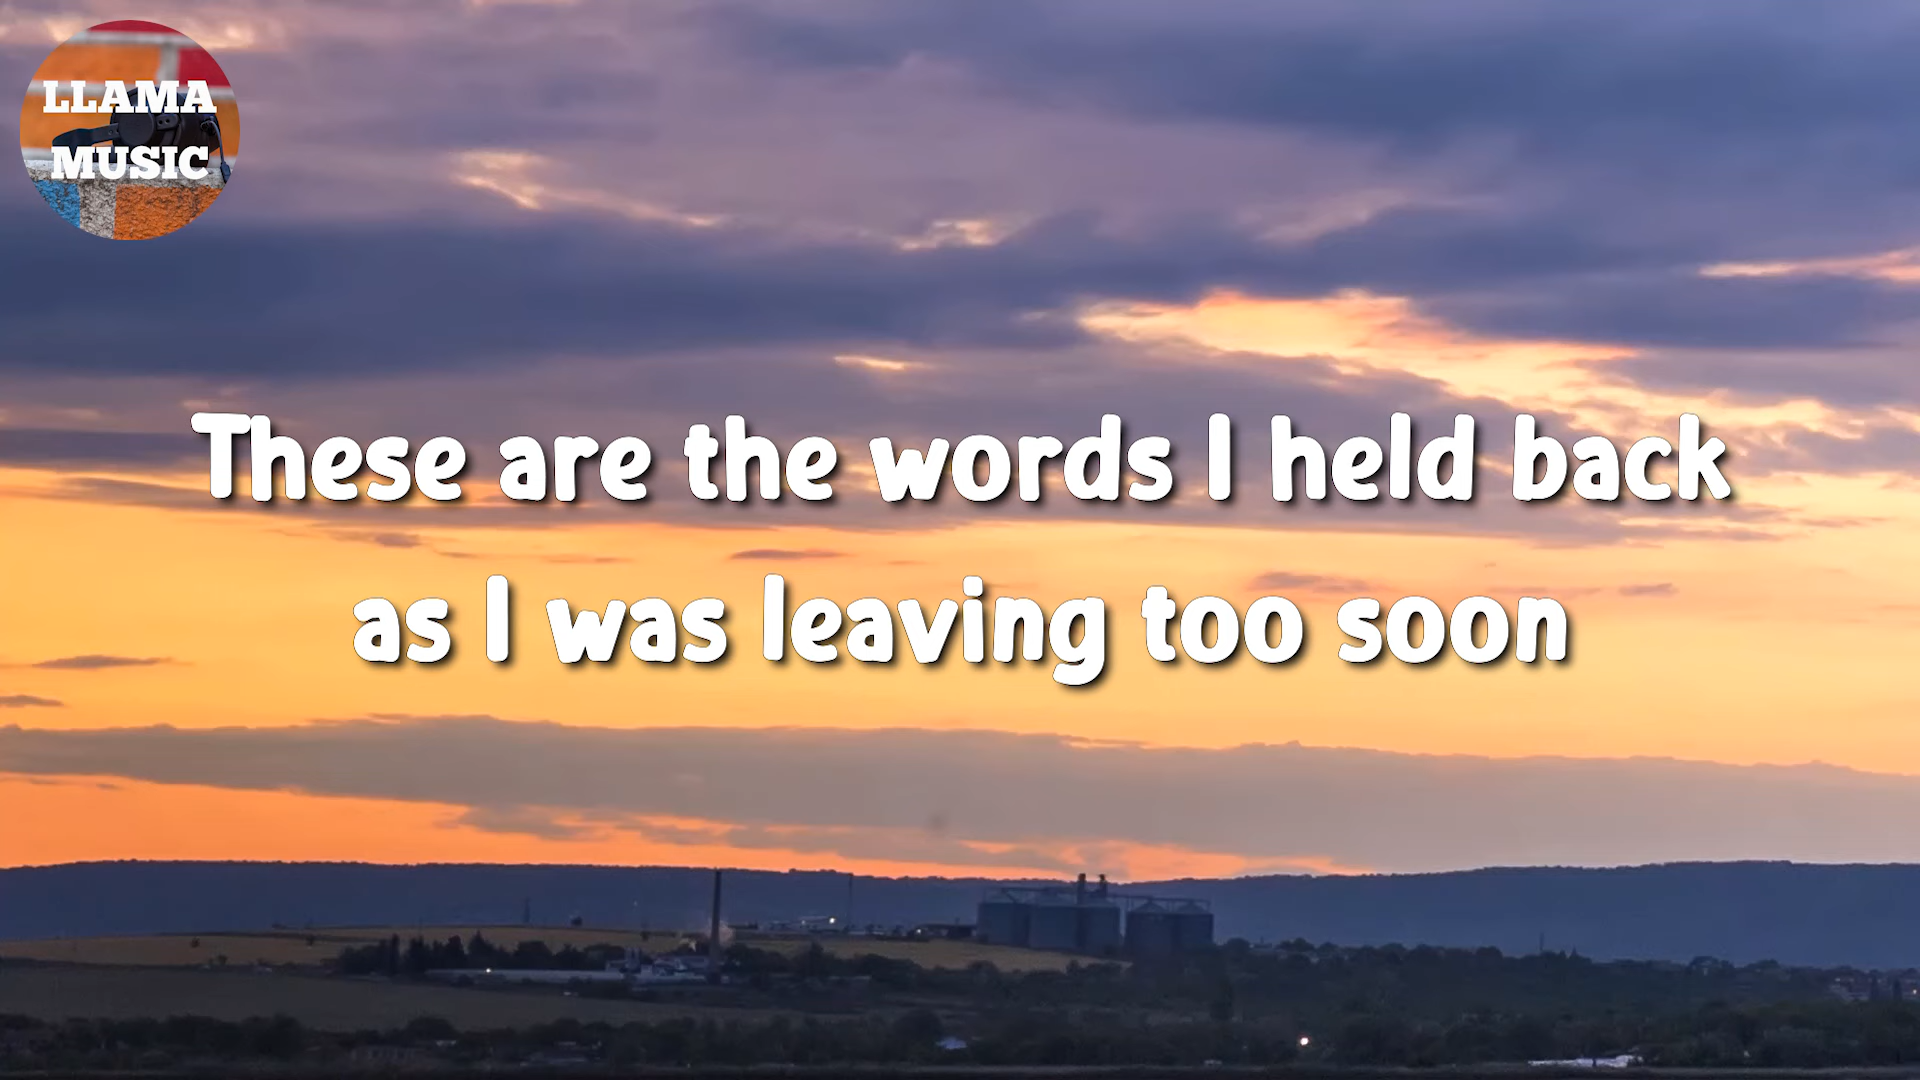 LLAMA
MUSIC
These are the words I held back
as I was leaving too soon